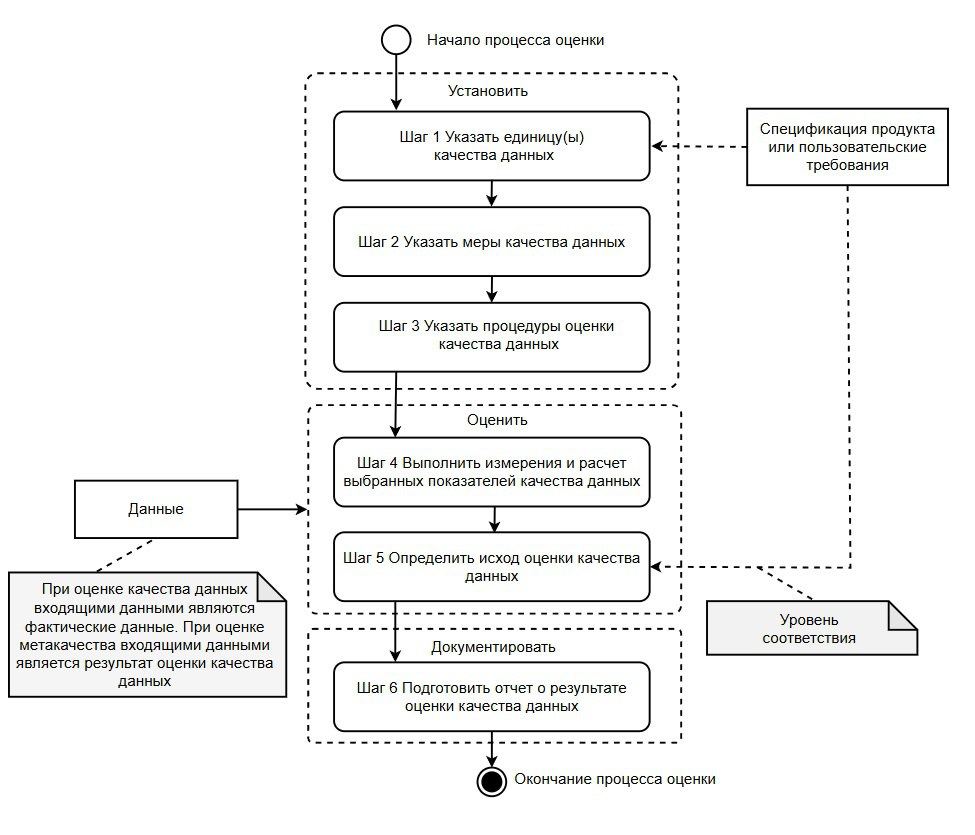 Начало процесса оценки
Установить
Шаг 1 Указать единицу(ы)
качества данных
Спецификация продукта
или пользовательские
требования
Шаг 2 Указать меры качества данных
Шаг 3 Указать процедуры оценки
качества данных
Оценить
Шаг 4 Выполнить измерения и расчет
выбранных показателей качества данных
Данные
Шаг 5 Определить исход оценки качества
данных
При оценке качества данных
входящими данными являются
фактические данные. При оценке
метакачества входящими данными
является результат оценки качества
данных
Уровень
соответствия
Документировать
Шаг 6 Подготовить отчет о результате
оценки качества данных
Окончание процесса оценки